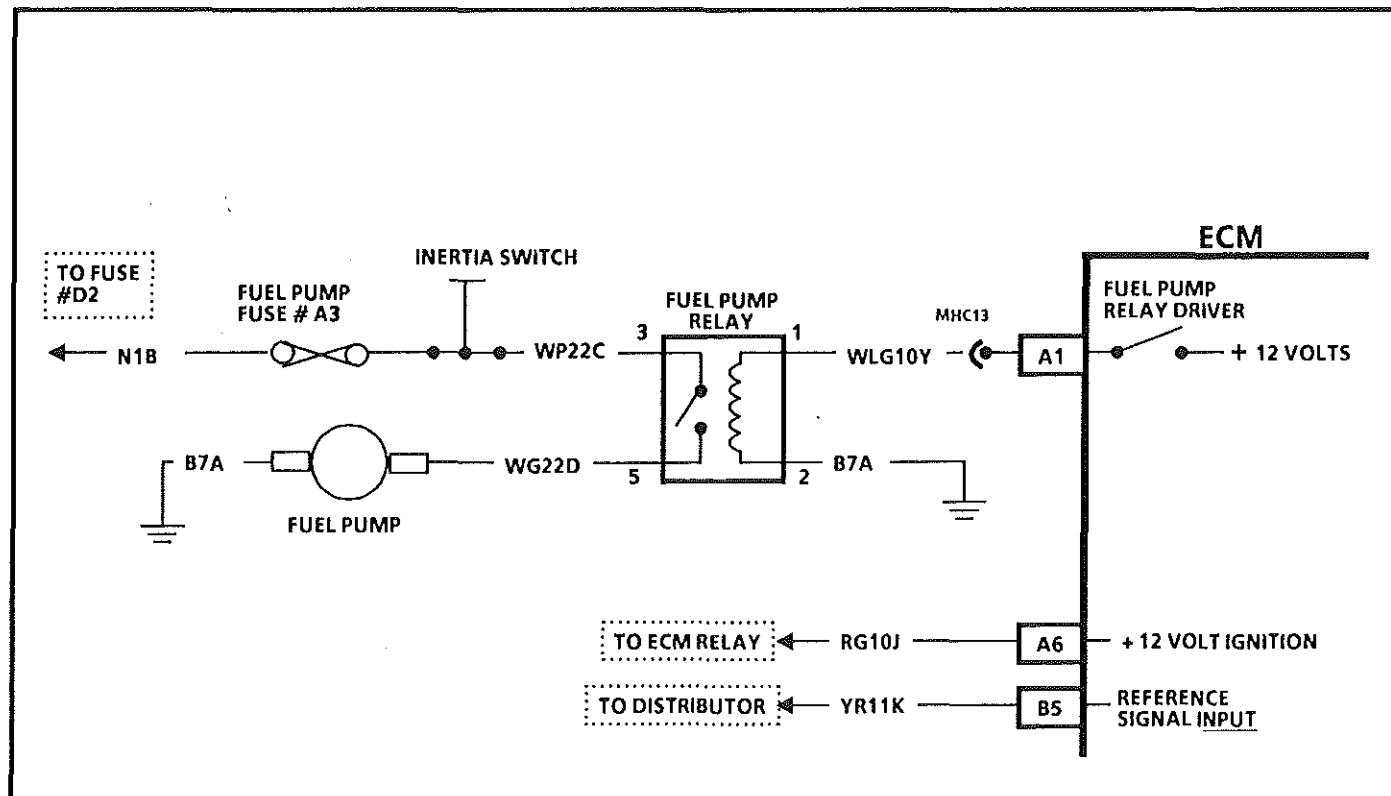 ECM
TO FUSE
#D2
INERTIA SWITCH
FUEL PUMP
FUSE # A3
FUEL PUMP
RELAY
FUEL PUMP
RELAY DRIVER
MHC13
N1B
WP22C
3
1
WLG10Y
A1
+ 12 VOLTS
B7A
WG22D
5
2
B7A
FUEL PUMP
TO ECM RELAY
RG10J
A6
+ 12 VOLT IGNITION
TO DISTRIBUTOR
YR11K
B5
REFERENCE
SIGNAL INPUT